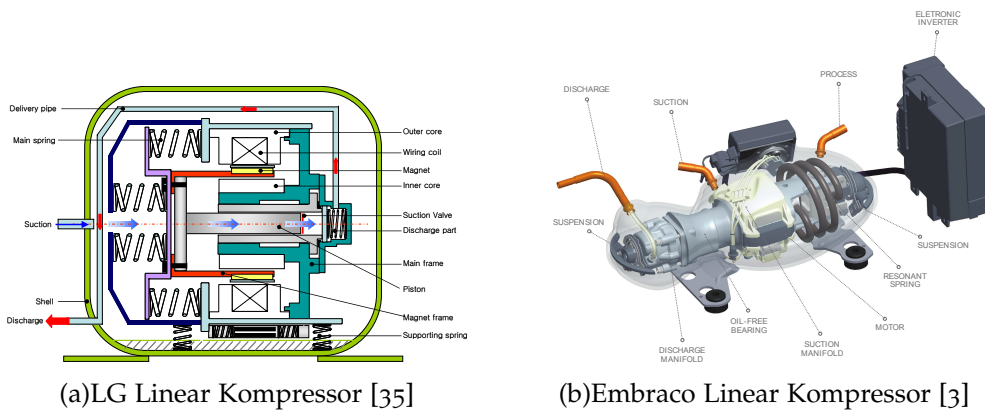 Delivery pipe
Main spring
Suction
Shell
Discharge
Outer core
Wiring coil
Magnet
Inner core
Suction Valve
Discharge part
Main frame
Piston
Magnet frame
Supporting spring
(a)LG Linear Kompressor [35]
ELETRONIC
INVERTER
PROCESS
DISCHARGE
SUCTION
SUSPENSION
SUSPENSION
RESONANT
SPRING
MOTOR
OIL-FREE
BEARING
SUCTION
MANIFOLD
DISCHARGE
MANIFOLD
(b)Embraco Linear Kompressor [3]